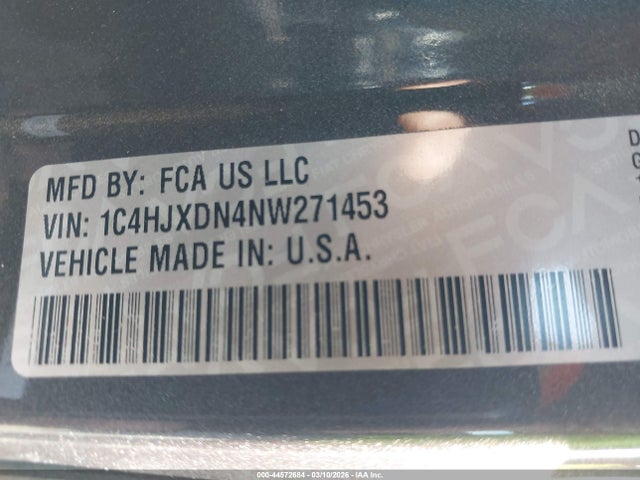 MFD BY: FCA US LLC
VIN: 1C4HJXDN4NW271453
VEHICLE MADE IN: U.S.A.
000-44572684 - 03/10/2026 - IAA Inc.